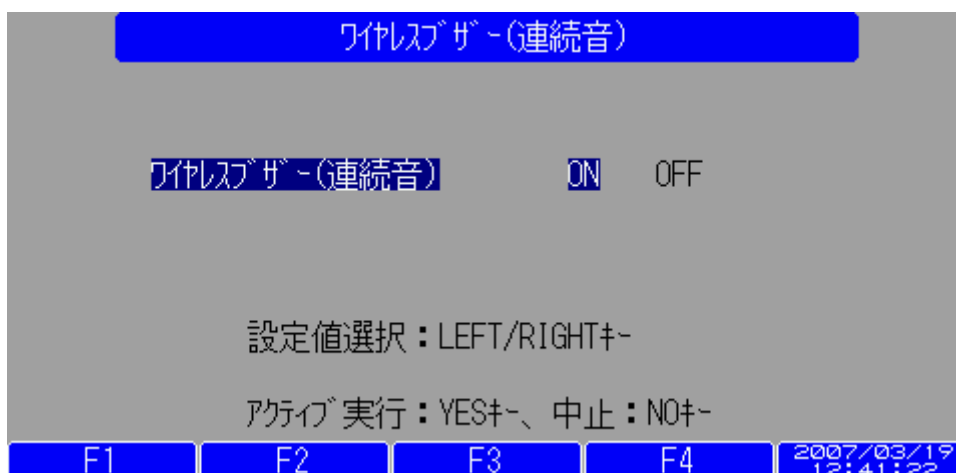 ワイヤレスブザー(連続音)
ワイヤレスブザー(連続音) ON OFF
設定値選択:LEFT/RIGHTキー
アクティブ実行:YESキー、中止:NOキー
F1 F2 F3 F4 2007/03/19
12:41:22